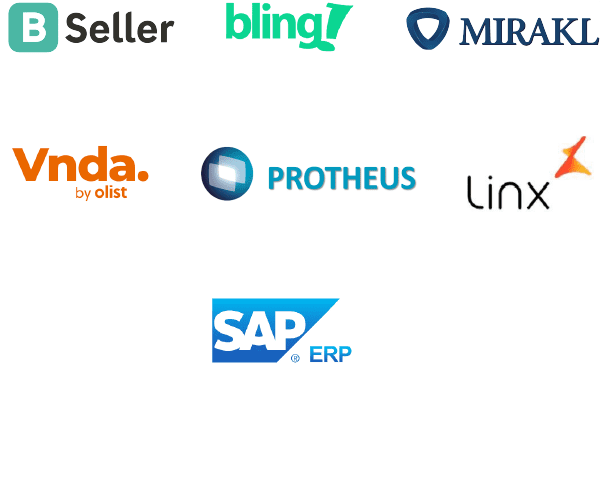 B Seller
bling!
MIRAKL
Vnda.
by olist
PROTHEUS
Linx
SAP
® ERP